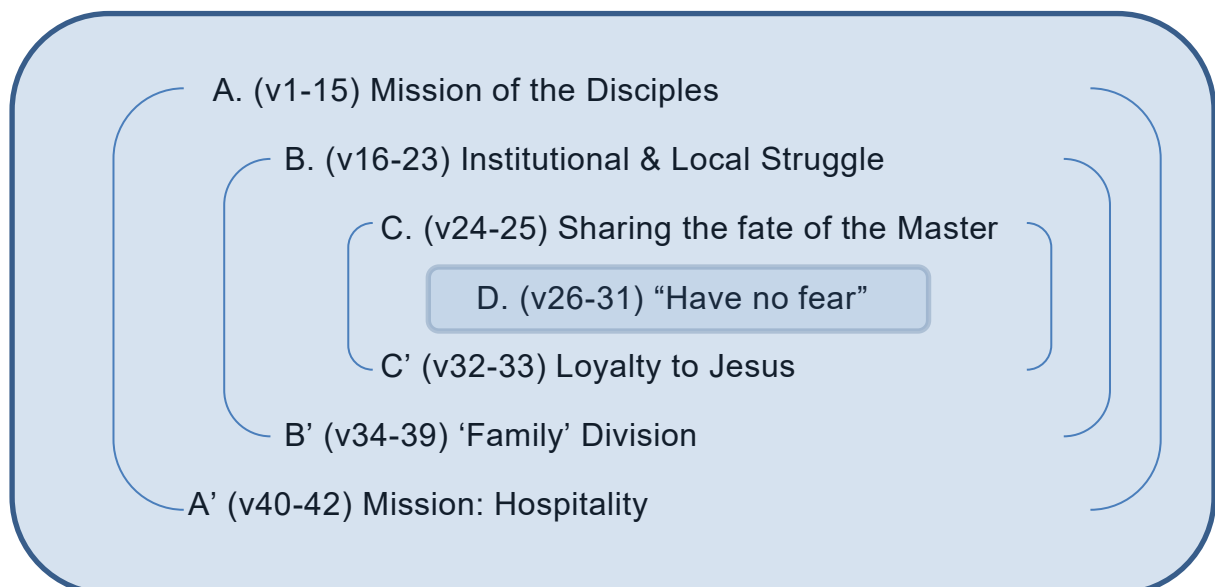 A. (v1-15) Mission of the Disciples
B. (v16-23) Institutional & Local Struggle
C. (v24-25) Sharing the fate of the Master
D. (v26-31) “Have no fear”
C’ (v32-33) Loyalty to Jesus
B’ (v34-39) ‘Family’ Division
A’ (v40-42) Mission: Hospitality